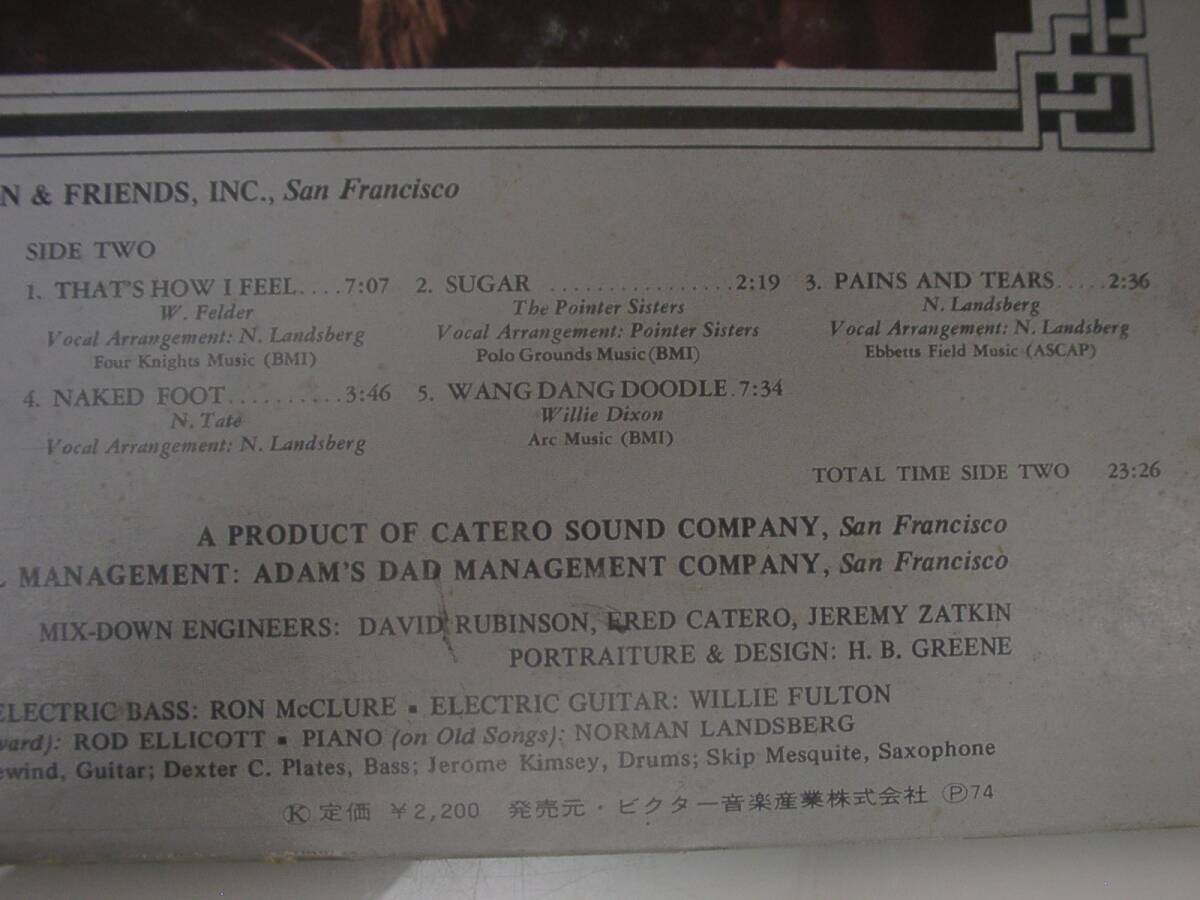 N & FRIENDS, INC., San Francisco
SIDE TWO
1. THAT'S HOW I FEEL....7:07 2. SUGAR ................2:19 3. PAINS AND TEARS.....2:36
W. Felder The Pointer Sisters N. Landsberg
Vocal Arrangement: N. Landsberg Vocal Arrangement: Pointer Sisters Vocal Arrangement: N. Landsberg
Four Knights Music (BMI) Polo Grounds Music (BMI) Ebbetts Field Music (ASCAP)
4. NAKED FOOT..........3:46 5. WANG DANG DOODLE.7:34
N. Tate Willie Dixon
Vocal Arrangement: N. Landsberg Arc Music (BMI)
TOTAL TIME SIDE TWO 23:26
A PRODUCT OF CATERO SOUND COMPANY, San Francisco
L MANAGEMENT: ADAM'S DAD MANAGEMENT COMPANY, San Francisco
MIX-DOWN ENGINEERS: DAVID RUBINSON, FRED CATERO, JEREMY ZATKIN
PORTRAITURE & DESIGN: H. B. GREENE
ELECTRIC BASS: RON McCLURE ▪ ELECTRIC GUITAR: WILLIE FULTON
ward): ROD ELLICOTT ▪ PIANO (on Old Songs): NORMAN LANDSBERG
ewind, Guitar; Dexter C. Plates, Bass; Jerome Kimsey, Drums; Skip Mesquite, Saxophone
Ⓚ 定価 ¥2,200 発売元・ビクター音楽産業株式会社 Ⓟ74